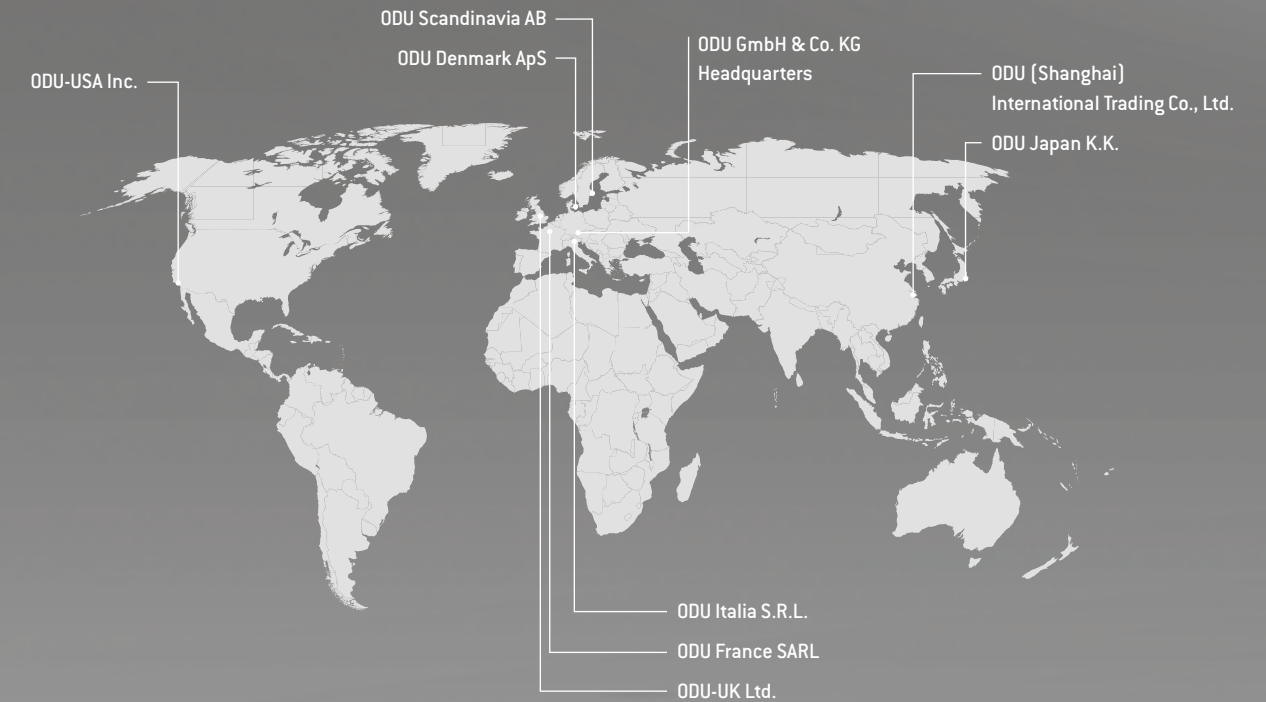 ODU Scandinavia AB
ODU Denmark ApS
ODU-USA Inc.
ODU GmbH & Co. KG
Headquarters
ODU (Shanghai)
International Trading Co., Ltd.
ODU Japan K.K.
ODU Italia S.R.L.
ODU France SARL
ODU-UK Ltd.